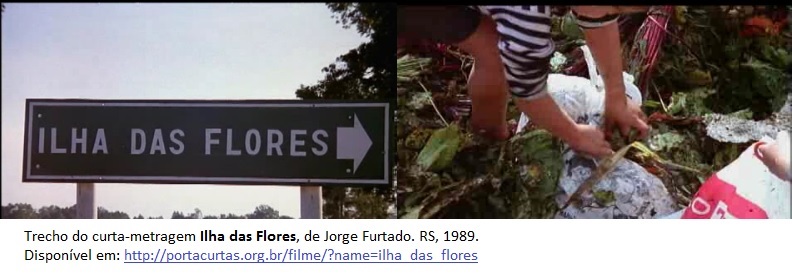 ILHA DAS FLORES
Trecho do curta-metragem Ilha das Flores, de Jorge Furtado. RS, 1989.
Disponível em: http://portacurtas.org.br/filme/?name=ilha_das_flores